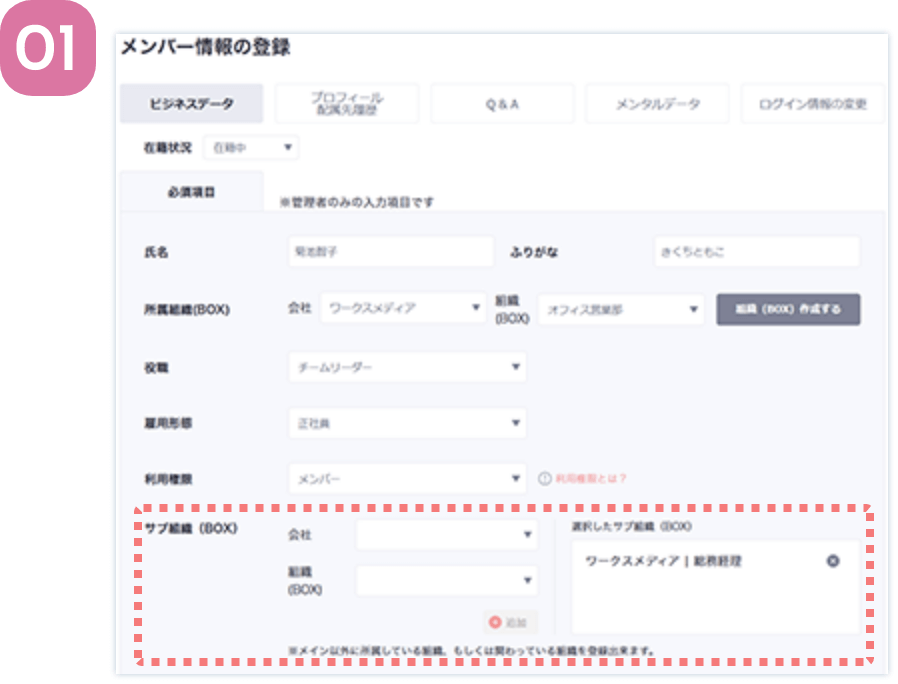 01
メンバー情報の登録
ビジネスデータ
プロフィール
配属先履歴
Q&A
メンタルデータ
ログイン情報の変更
在籍状況 在籍中
必須項目
※管理者のみの入力項目です
氏名 菊池智子 ふりがな きくちともこ
所属組織(BOX) 会社 ワークスメディア 組織(BOX) オフィス営業部 組織（BOX）作成する
役職 チームリーダー
雇用形態 正社員
利用権限 メンバー 利用権限とは？
サブ組織（BOX） 会社 選択したサブ組織（BOX）
ワークスメディア | 総務経理
組織
(BOX)
追加
※メイン以外に所属している組織、もしくは関わっている組織を登録出来ます。